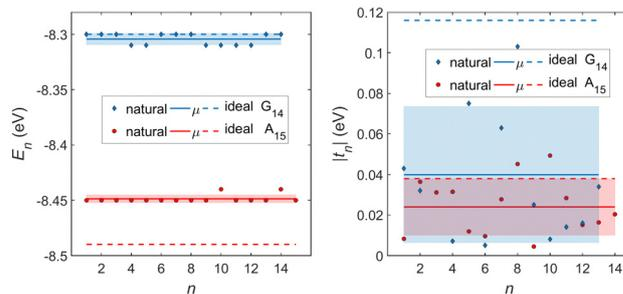 -8.3
-8.35
-8.4
-8.45
-8.5
E_n (eV)
natural μ ideal G_14
natural μ ideal A_15
2 4 6 8 10 12 14
n
0.12
0.1
0.08
0.06
0.04
0.02
0
|t_n| (eV)
natural μ ideal G_14
natural μ ideal A_15
2 4 6 8 10 12 14
n